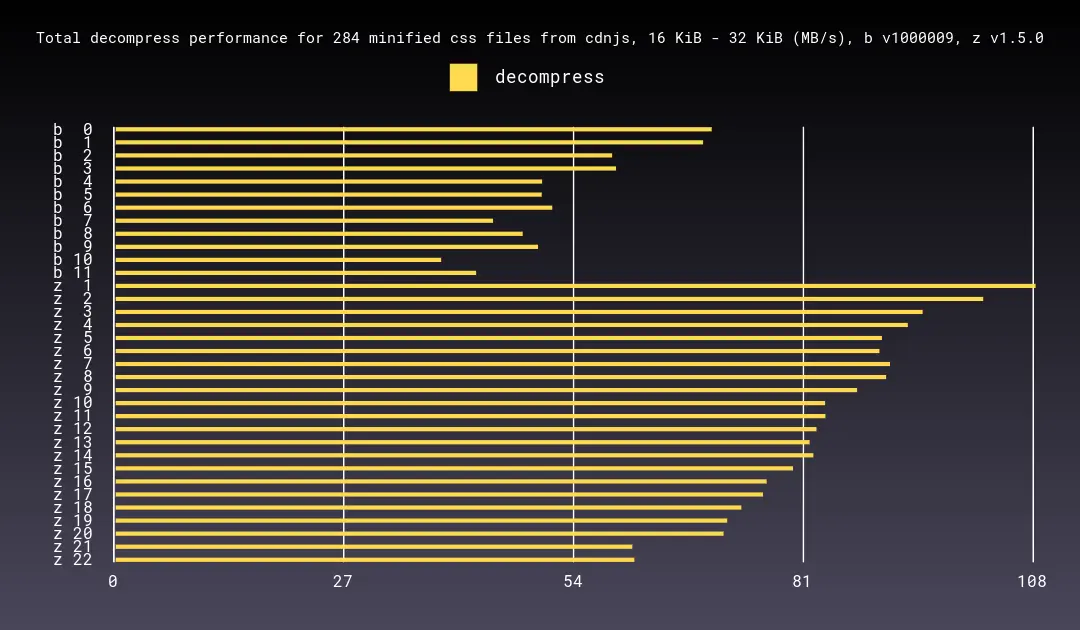 Total decompress performance for 284 minified css files from cdnjs, 16 KiB - 32 KiB (MB/s), b v1000009, z v1.5.0
decompress
b 0
b 1
b 2
b 3
b 4
b 5
b 6
b 7
b 8
b 9
b 10
b 11
z 1
z 2
z 3
z 4
z 5
z 6
z 7
z 8
z 9
z 10
z 11
z 12
z 13
z 14
z 15
z 16
z 17
z 18
z 19
z 20
z 21
z 22
0 27 54 81 108